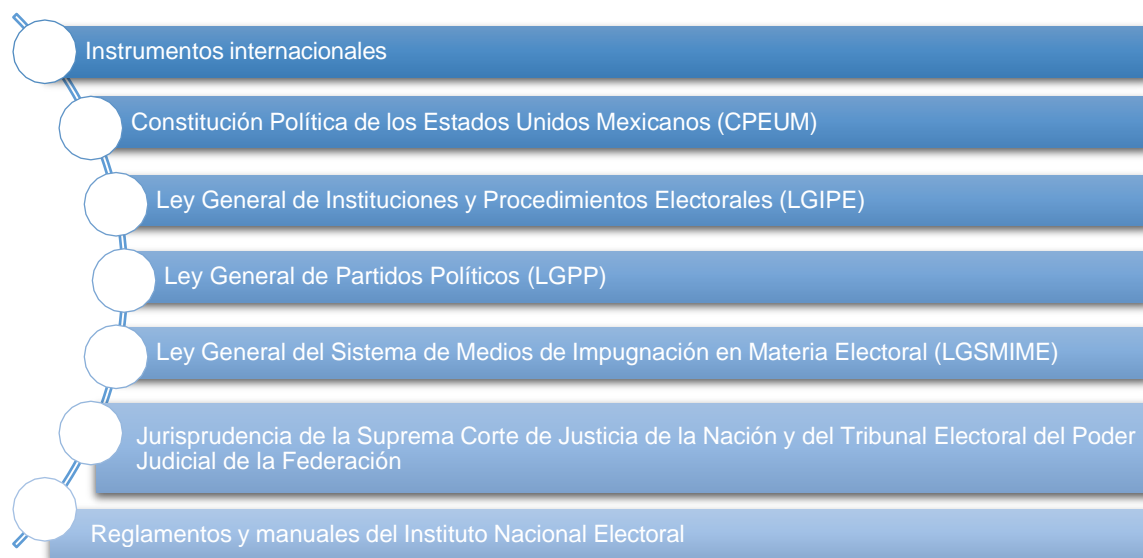 Instrumentos internacionales
Constitución Política de los Estados Unidos Mexicanos (CPEUM)
Ley General de Instituciones y Procedimientos Electorales (LGIPE)
Ley General de Partidos Políticos (LGPP)
Ley General del Sistema de Medios de Impugnación en Materia Electoral (LGSMIME)
Jurisprudencia de la Suprema Corte de Justicia de la Nación y del Tribunal Electoral del Poder
Judicial de la Federación
Reglamentos y manuales del Instituto Nacional Electoral